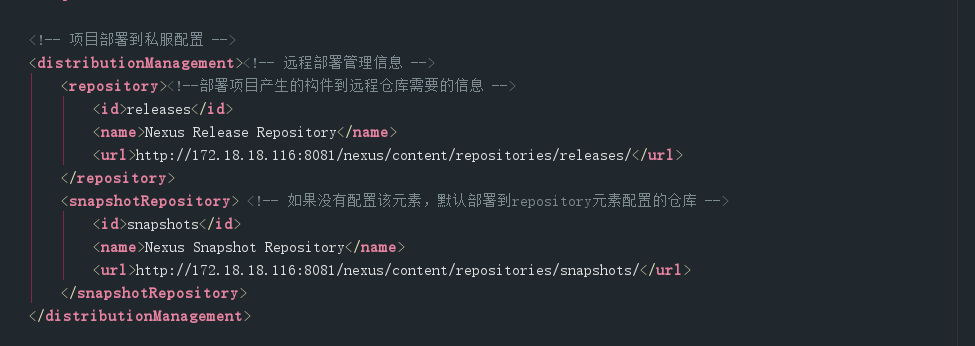 <!-- 项目部署到私服配置 -->
<distributionManagement><!-- 远程部署管理信息 -->
<repository><!--部署项目产生的构件到远程仓库需要的信息 -->
<id>releases</id>
<name>Nexus Release Repository</name>
<url>http://172.18.18.116:8081/nexus/content/repositories/releases/</url>
</repository>
<snapshotRepository> <!-- 如果没有配置该元素，默认部署到repository元素配置的仓库 -->
<id>snapshots</id>
<name>Nexus Snapshot Repository</name>
<url>http://172.18.18.116:8081/nexus/content/repositories/snapshots/</url>
</snapshotRepository>
</distributionManagement>